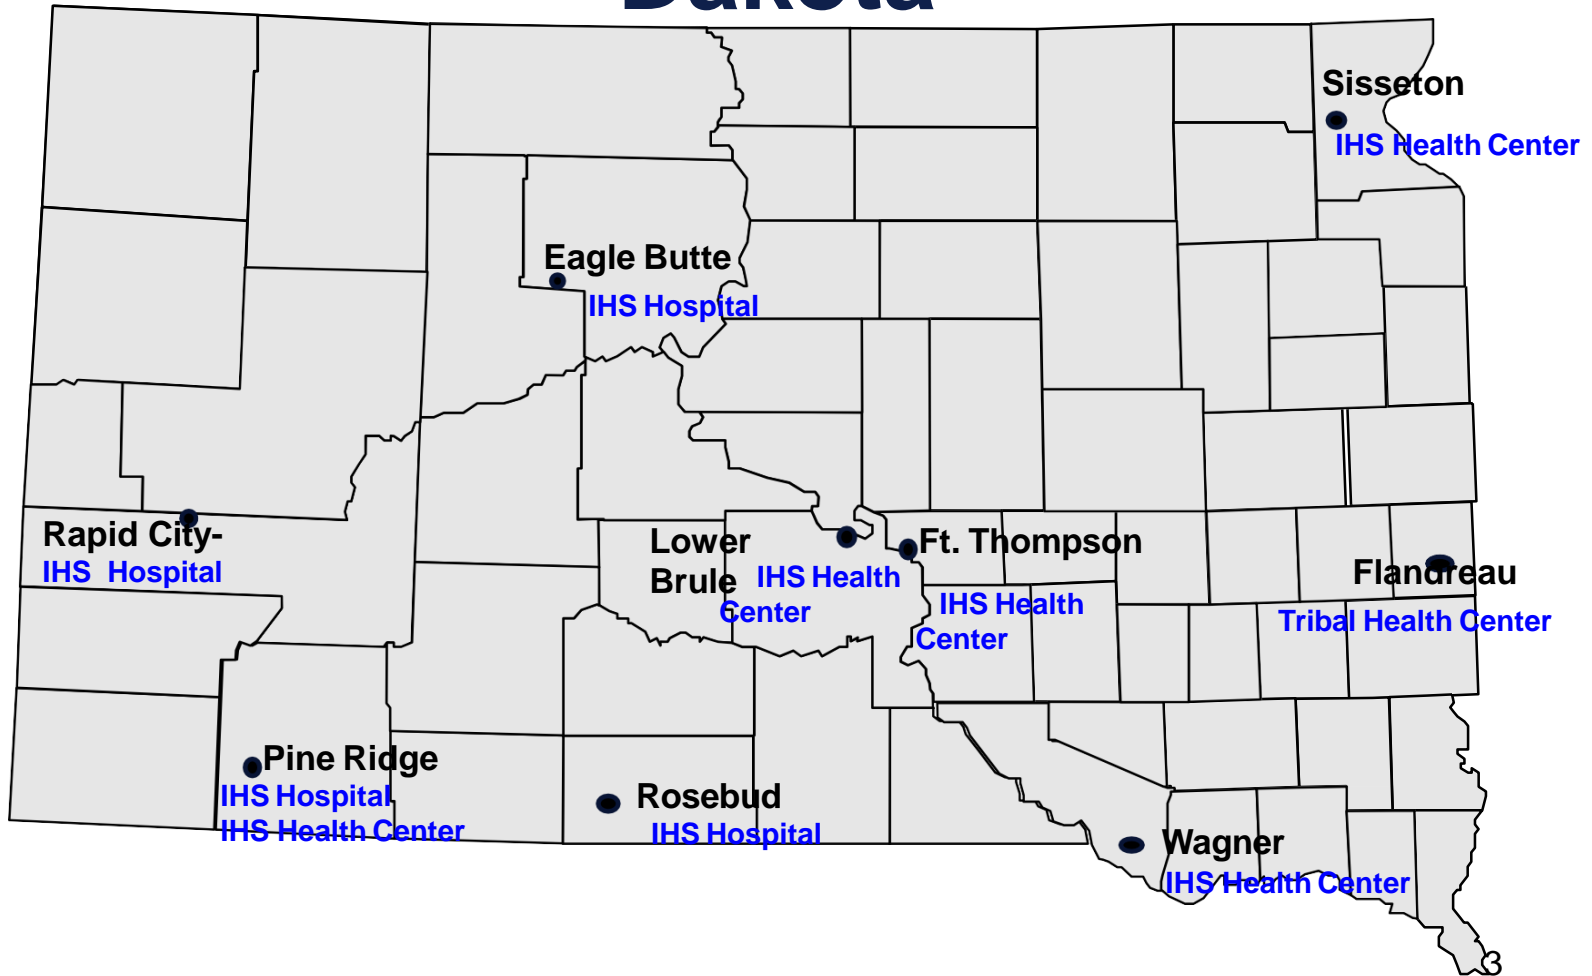 Dakota
Sisseton
IHS Health Center
Eagle Butte
IHS Hospital
Rapid City-
IHS Hospital
Lower
Brule
IHS Health
Center
Ft. Thompson
IHS Health
Center
Flandreau
Tribal Health Center
Pine Ridge
IHS Hospital
IHS Health Center
Rosebud
IHS Hospital
Wagner
IHS Health Center
3